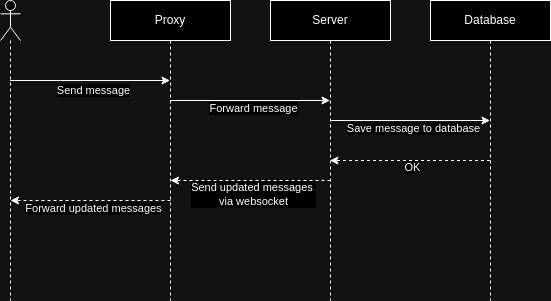 Proxy
Server
Database
Send message
Forward message
Save message to database
OK
Send updated messages
via websocket
Forward updated messages